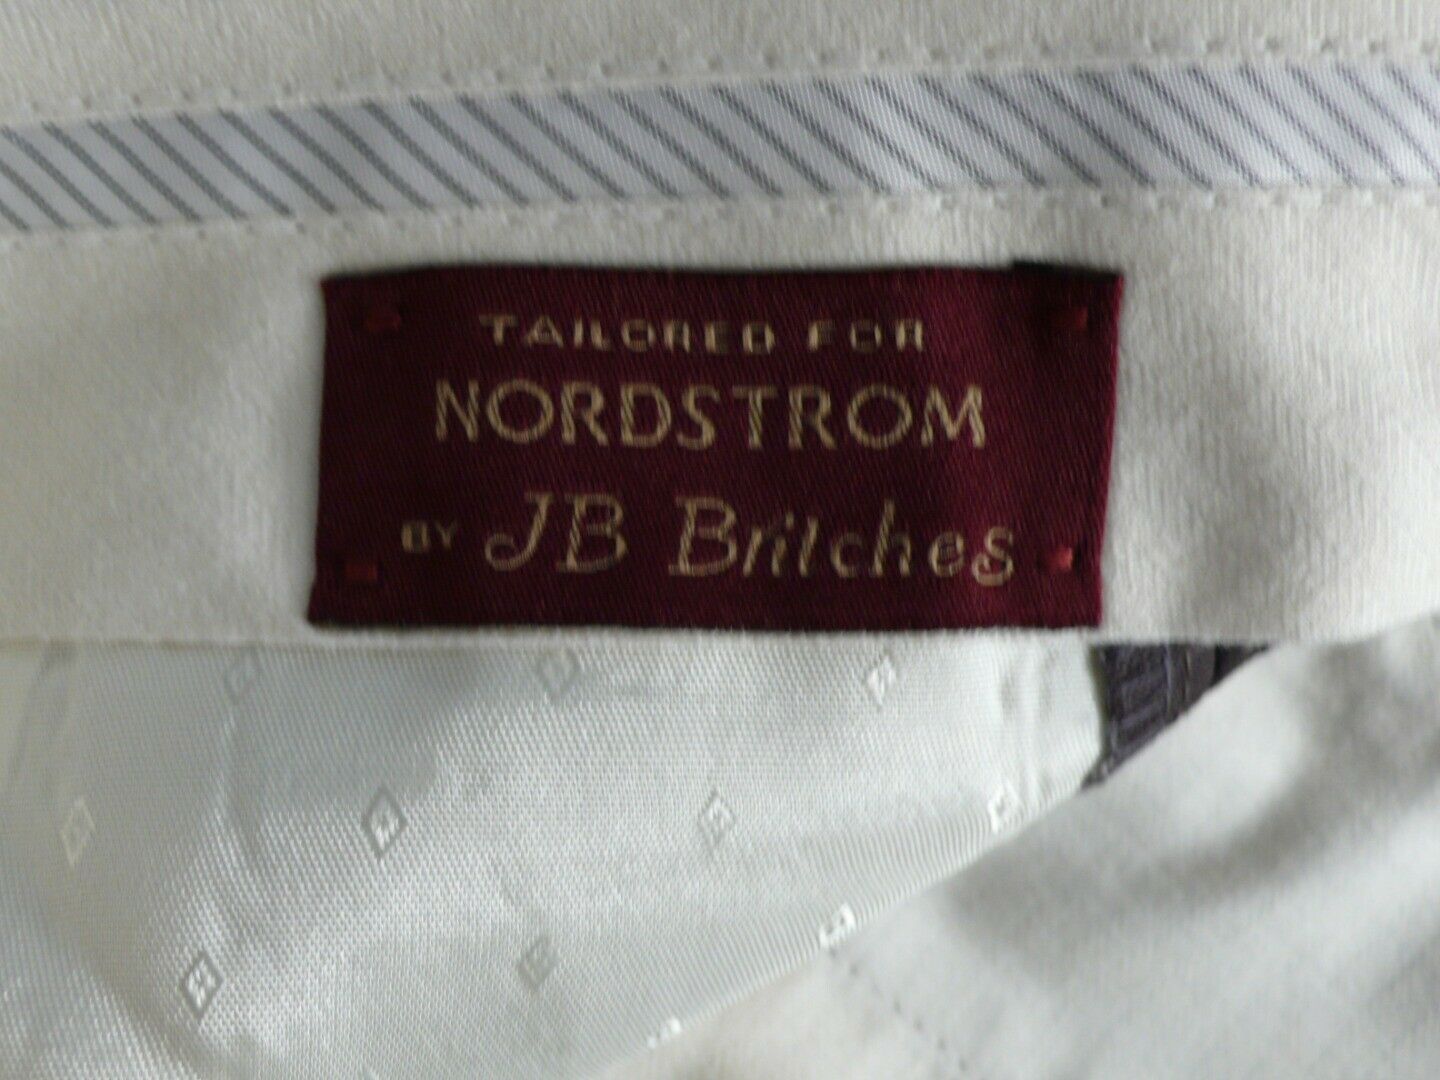 TAILORED FOR
NORDSTROM
BY JB Britches